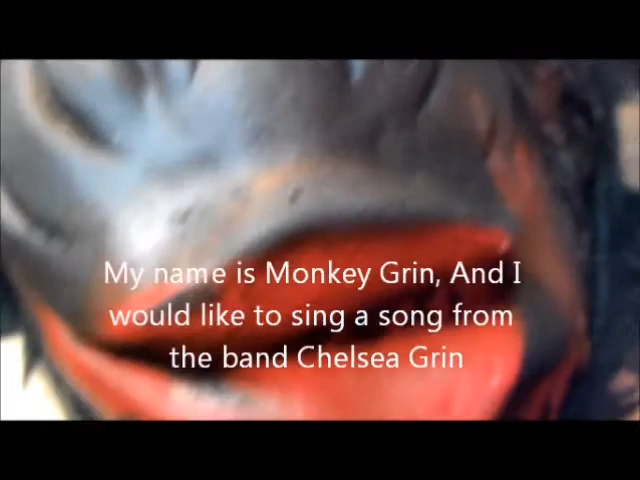 My name is Monkey Grin, And I
would like to sing a song from
the band Chelsea Grin